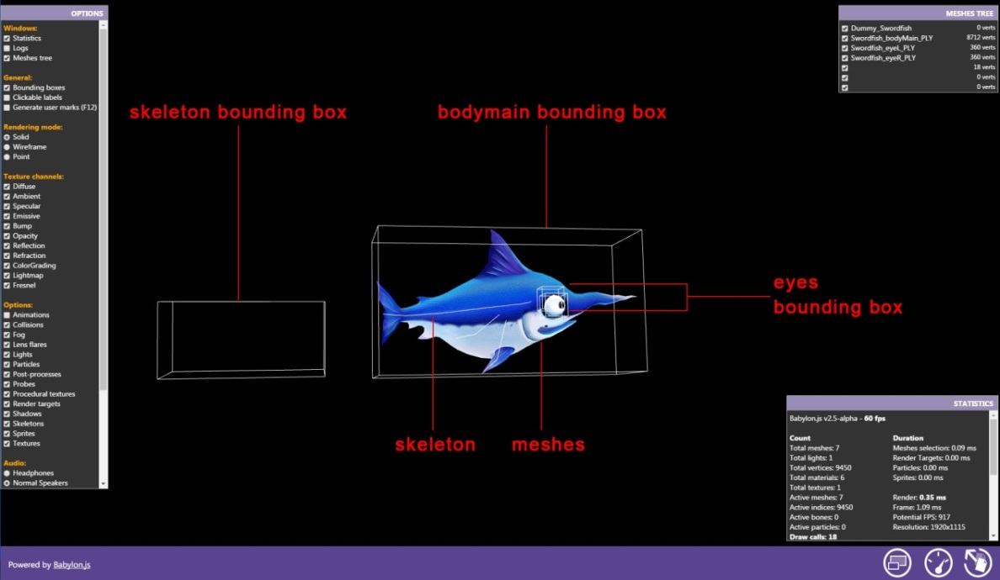 OPTIONS
Windows:
Statistics
Logs
Meshes tree
General:
Bounding boxes
Clickable labels
Generate user marks (F12)
Rendering mode:
Solid
Wireframe
Point
Texture channels:
Diffuse
Ambient
Specular
Emissive
Bump
Opacity
Reflection
Refraction
ColorGrading
Lightmap
Fresnel
Options:
Animations
Collisions
Fog
Lens flares
Lights
Particles
Post-processes
Probes
Procedural textures
Render targets
Shadows
Skeletons
Sprites
Textures
Audio:
Headphones
Normal Speakers
skeleton bounding box
bodymain bounding box
eyes
bounding box
skeleton
meshes
MESHES TREE
Dummy_Swordfish 0 verts
Swordfish_bodyMain_PLY 8712 verts
Swordfish_eyeL_PLY 360 verts
Swordfish_eyeR_PLY 360 verts
18 verts
0 verts
0 verts
STATISTICS
Babylon.js v2.5-alpha - 60 fps
Count
Total meshes: 7
Total lights: 1
Total vertices: 9450
Total materials: 6
Total textures: 1
Active meshes: 7
Active indices: 9450
Active bones: 0
Active particles: 0
Draw calls: 18
Duration
Meshes selection: 0.09 ms
Render Targets: 0.00 ms
Particles: 0.00 ms
Sprites: 0.00 ms
Render: 0.35 ms
Frame: 1.09 ms
Potential FPS: 917
Resolution: 1920x1115
Powered by Babylon.js